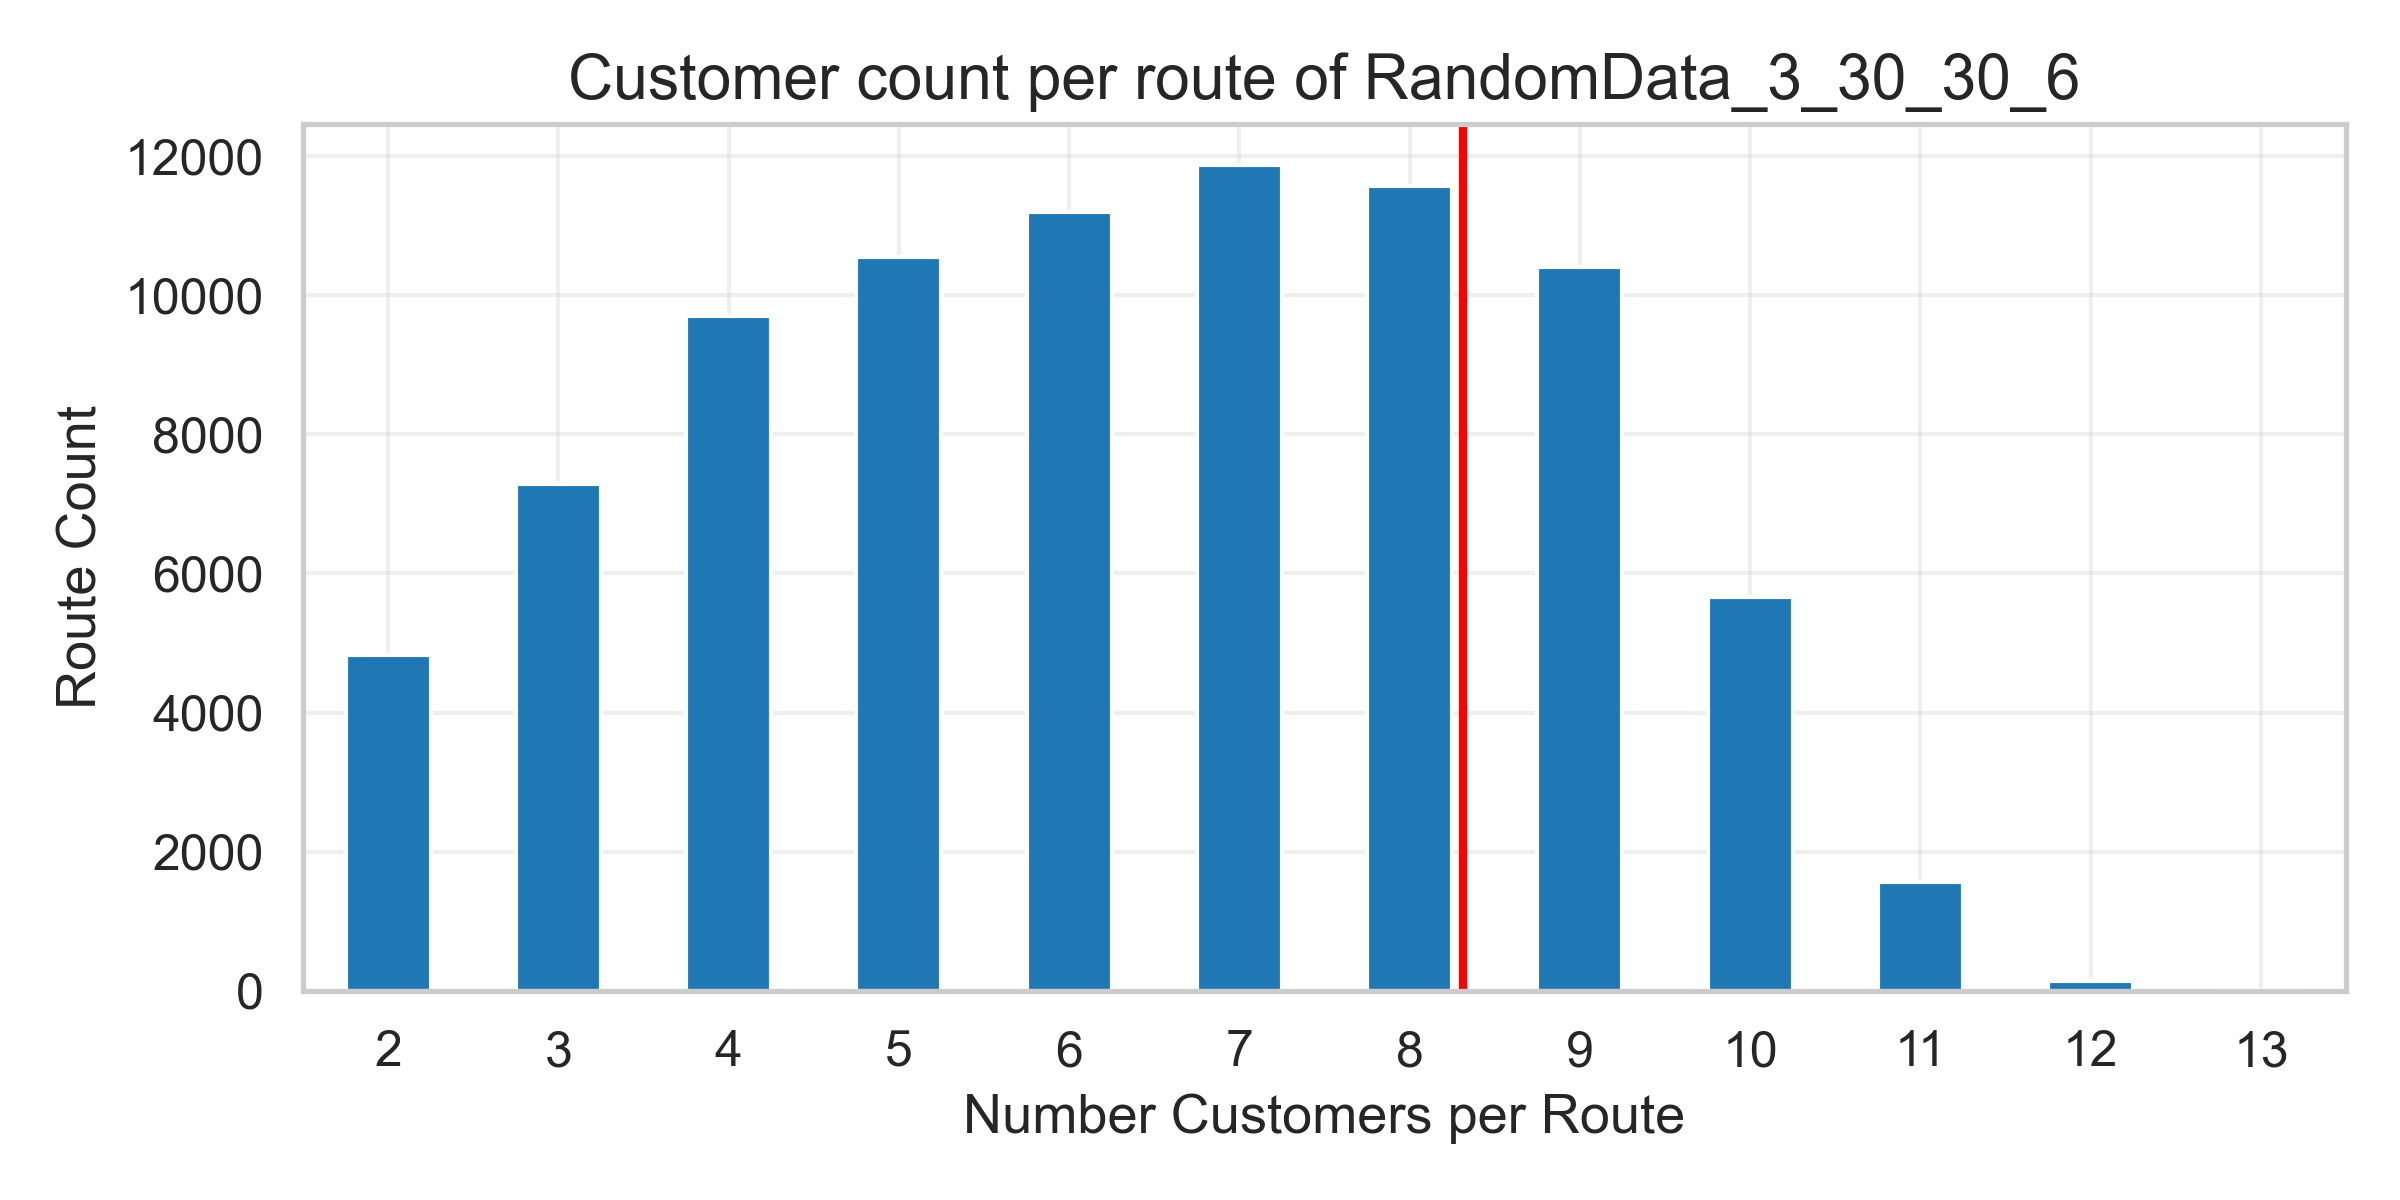 Customer count per route of RandomData_3_30_30_6
12000
10000
8000
6000
4000
2000
0
Route Count
2 3 4 5 6 7 8 9 10 11 12 13
Number Customers per Route